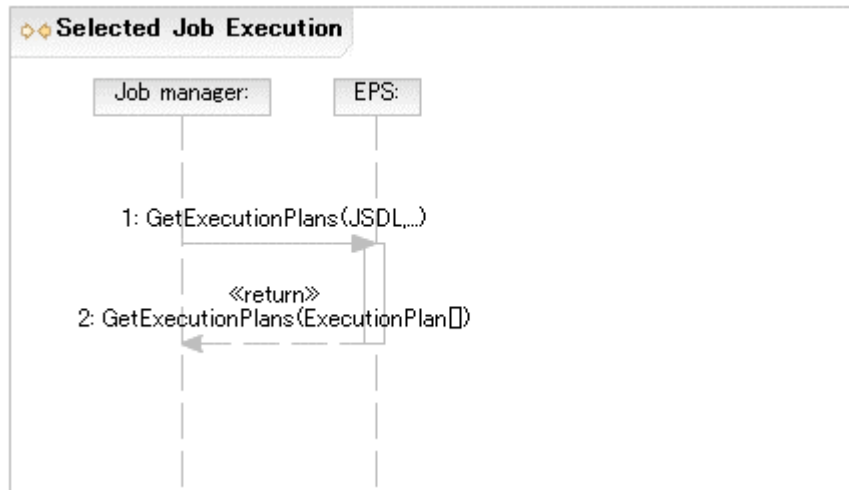 Selected Job Execution
Job manager: EPS:
1: GetExecutionPlans(JSDL,...)
≪return≫
2: GetExecutionPlans(ExecutionPlan[])